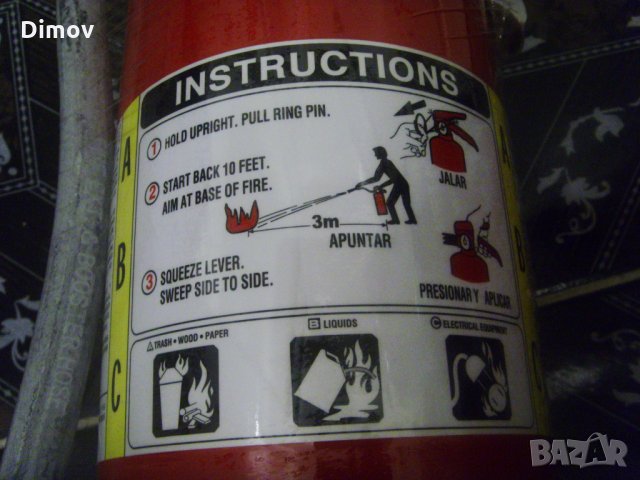 Dimov
INSTRUCTIONS
1 HOLD UPRIGHT. PULL RING PIN.
JALAR
2 START BACK 10 FEET.
AIM AT BASE OF FIRE.
3m
APUNTAR
3 SQUEEZE LEVER.
SWEEP SIDE TO SIDE.
PRESIONAR Y APLICAR
A
B
C
A
B
C
A TRASH • WOOD • PAPER
B LIQUIDS
C ELECTRICAL EQUIPMENT
BAZAR